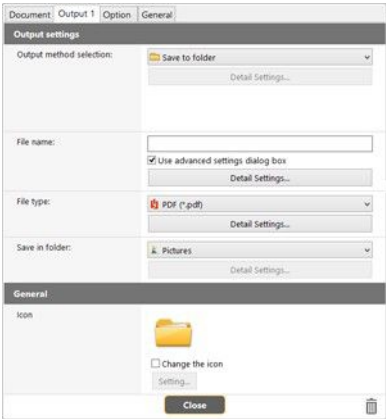 Document Output 1 Option General
Output settings
Output method selection:
Save to folder
Detail Settings...
File name:
Use advanced settings dialog box
Detail Settings...
File type:
PDF (*.pdf)
Detail Settings...
Save in folder:
Pictures
Detail Settings...
General
Icon
Change the icon
Setting...
Close